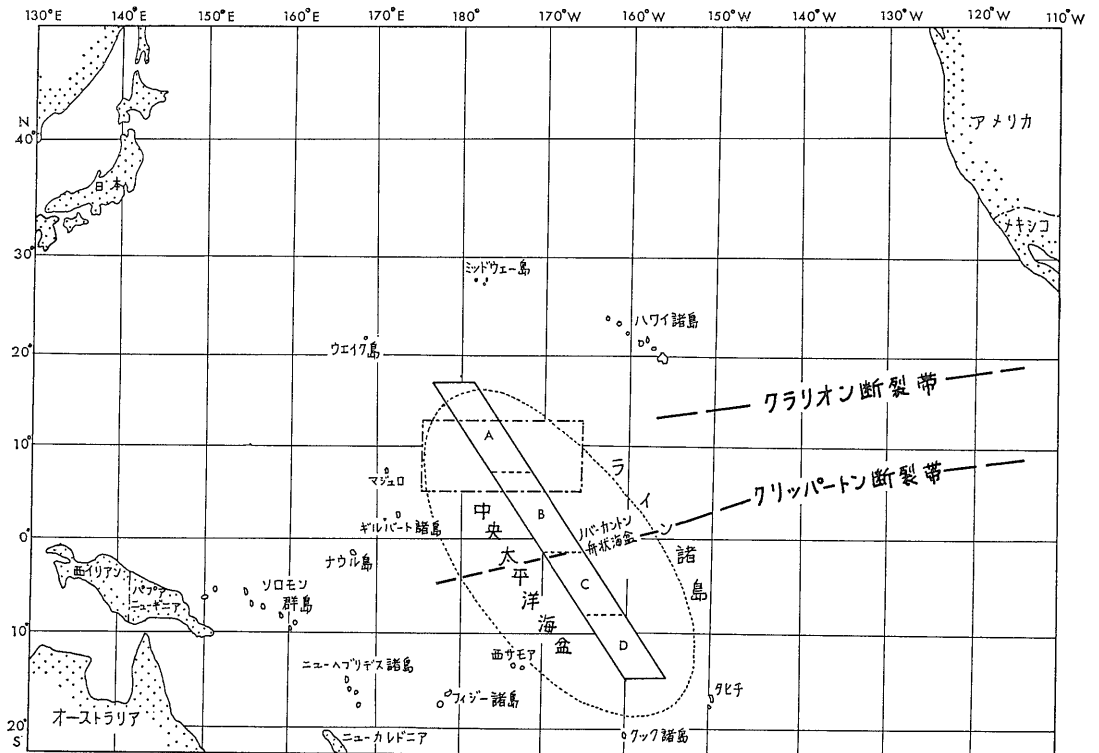 130°E 140°E 150°E 160°E 170°E 180° 170°W 160°W 150°W 140°W 130°W 120°W 110°W
N
40°
30°
20°
10°
0°
10°
20°
S
日本
アメリカ
メキシコ
ミッドウェー島
ハワイ諸島
ウエイク島
クラリオン断裂帯
クリッパートン断裂帯
A
B
C
D
マジュロ
ギルバート諸島
ナウル島
中央太平洋海盆
ライン諸島
ノバーカントン
舟状海盆
西イリアン
パプア
ニューギニア
ソロモン
群島
西サモア
ニューヘブリデス諸島
フィジー諸島
タヒチ
オーストラリア
ニューカレドニア
クック諸島